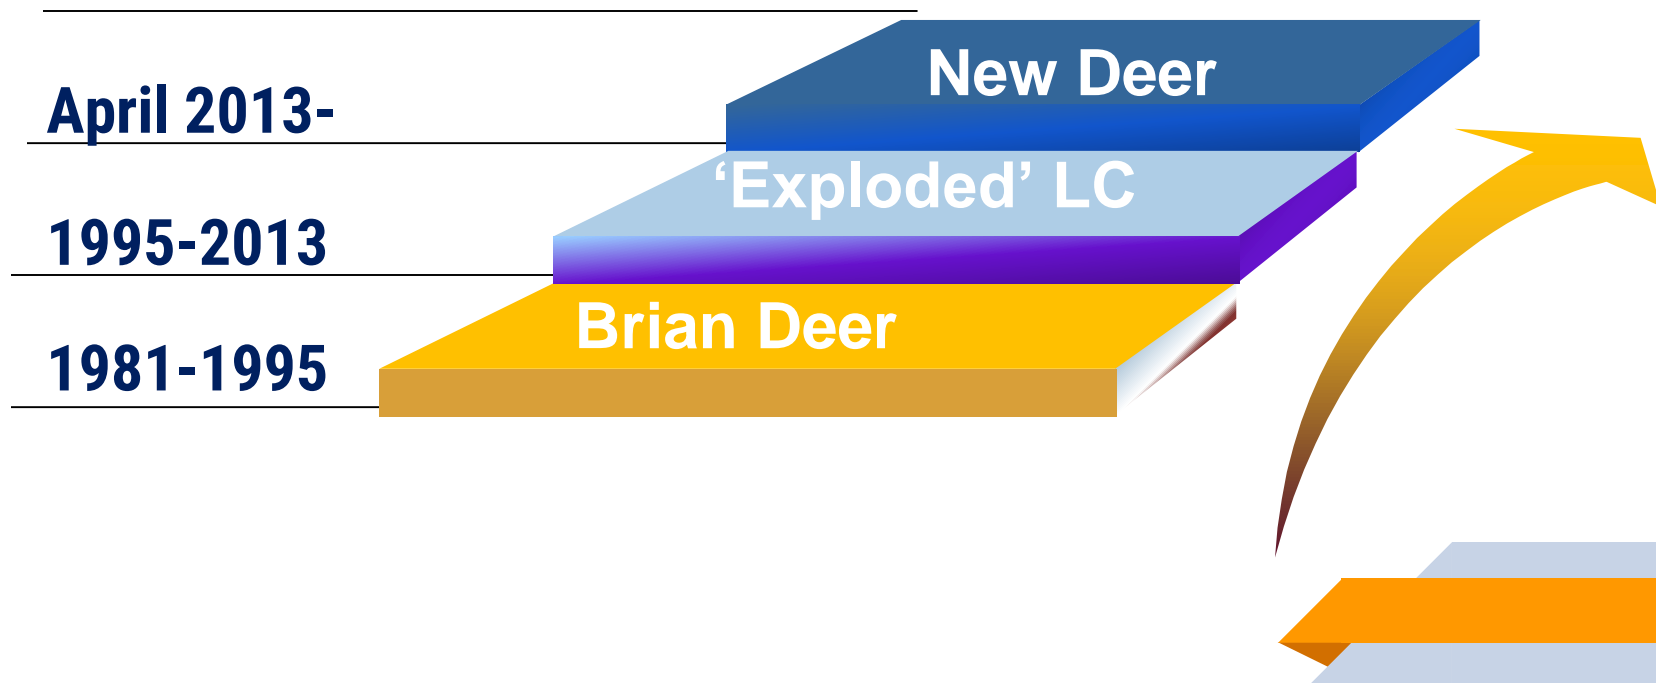 New Deer
April 2013-
‘Exploded’ LC
1995-2013
Brian Deer
1981-1995